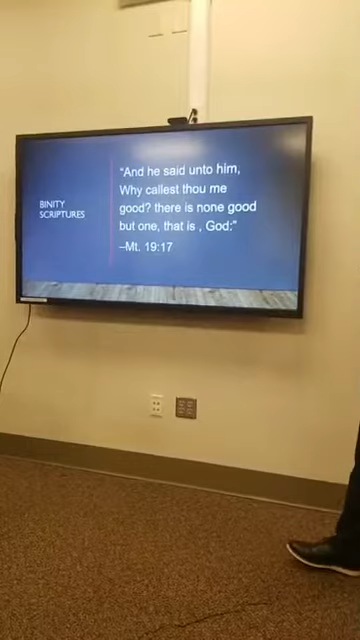 BINITY
SCRIPTURES
“And he said unto him,
Why callest thou me
good? there is none good
but one, that is , God:”
–Mt. 19:17